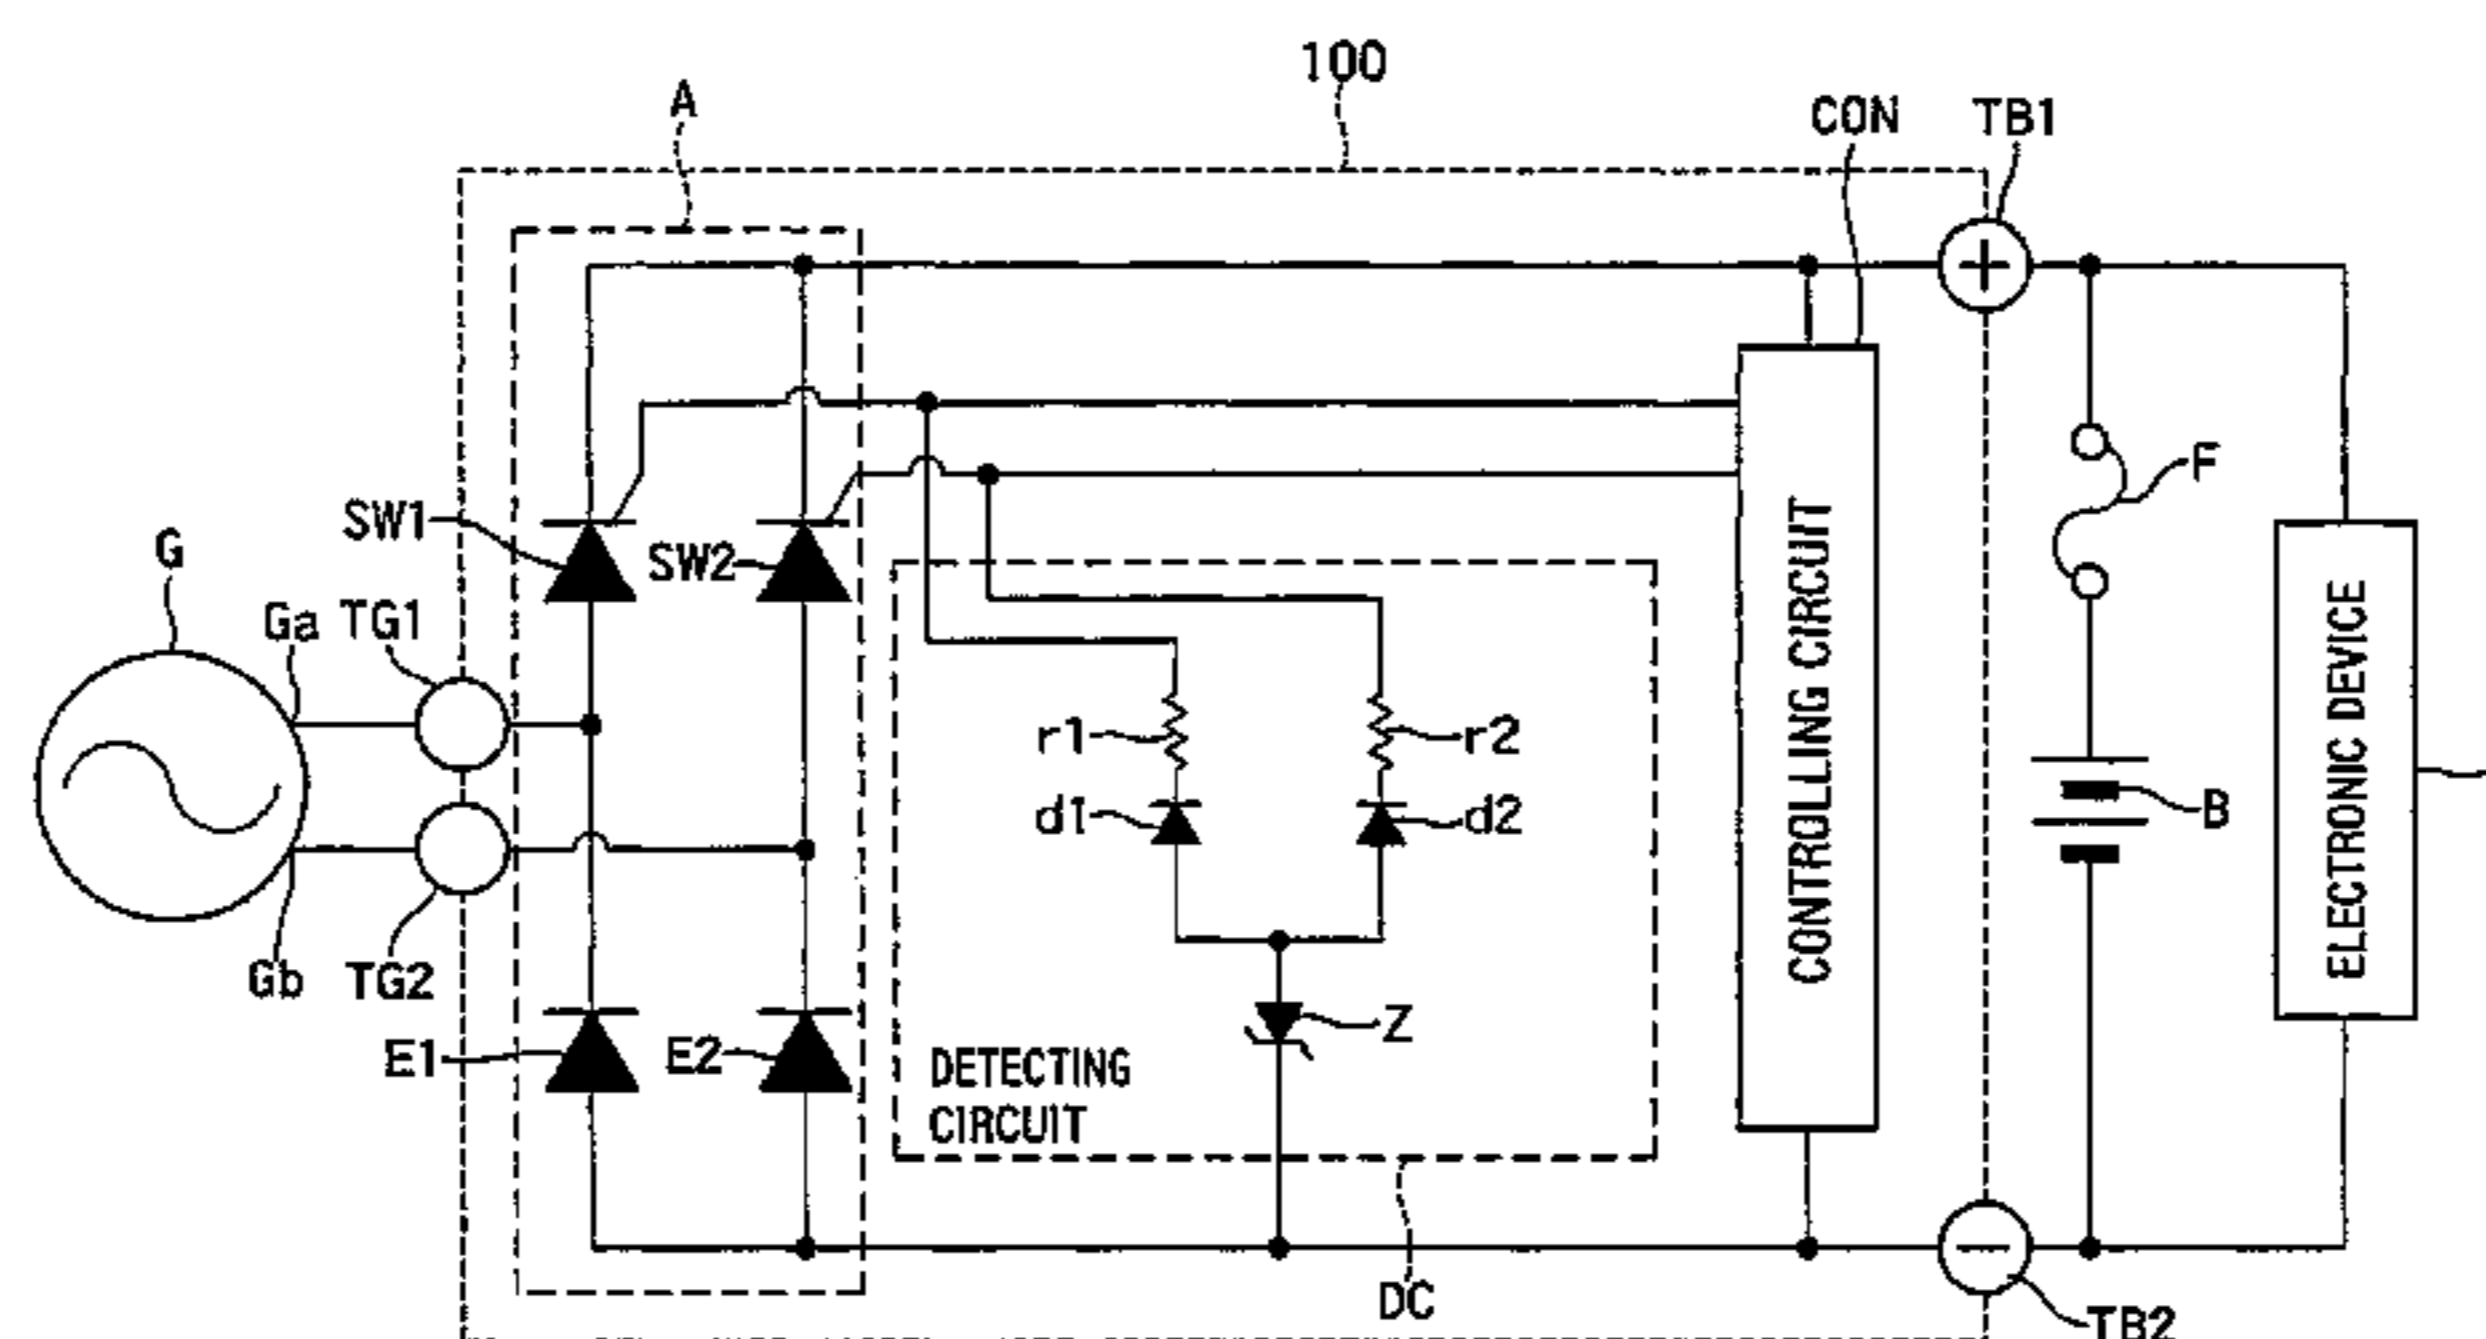 100
A
CON
TB1
F
SW1
SW2
G
Ga
TG1
r1
r2
d1
d2
B
CONTROLLING CIRCUIT
ELECTRONIC DEVICE
Gb
TG2
Z
E1
E2
DETECTING
CIRCUIT
DC
TB2
+
−